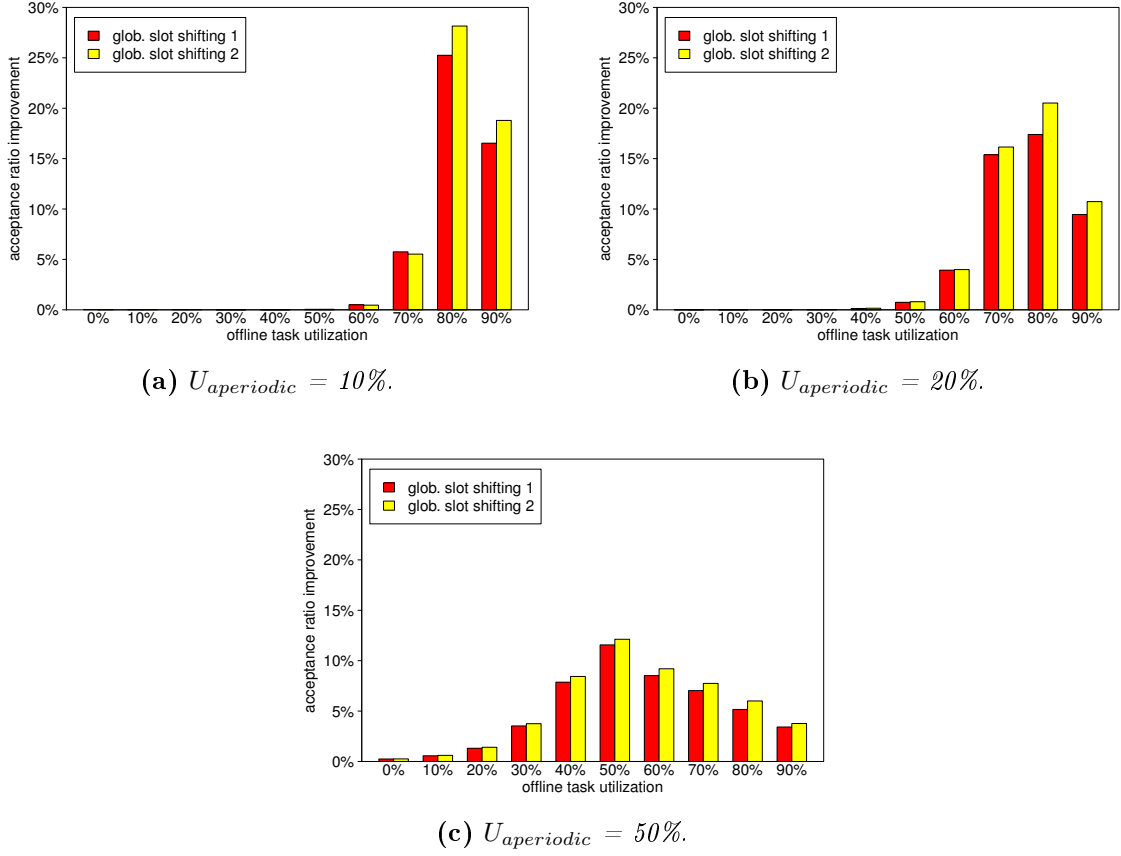 30%
25%
20%
15%
10%
5%
0%
acceptance ratio improvement
glob. slot shifting 1
glob. slot shifting 2
0% 10% 20% 30% 40% 50% 60% 70% 80% 90%
offline task utilization
(a) U_aperiodic = 10%.
30%
25%
20%
15%
10%
5%
0%
acceptance ratio improvement
glob. slot shifting 1
glob. slot shifting 2
0% 10% 20% 30% 40% 50% 60% 70% 80% 90%
offline task utilization
(b) U_aperiodic = 20%.
30%
25%
20%
15%
10%
5%
0%
acceptance ratio improvement
glob. slot shifting 1
glob. slot shifting 2
0% 10% 20% 30% 40% 50% 60% 70% 80% 90%
offline task utilization
(c) U_aperiodic = 50%.